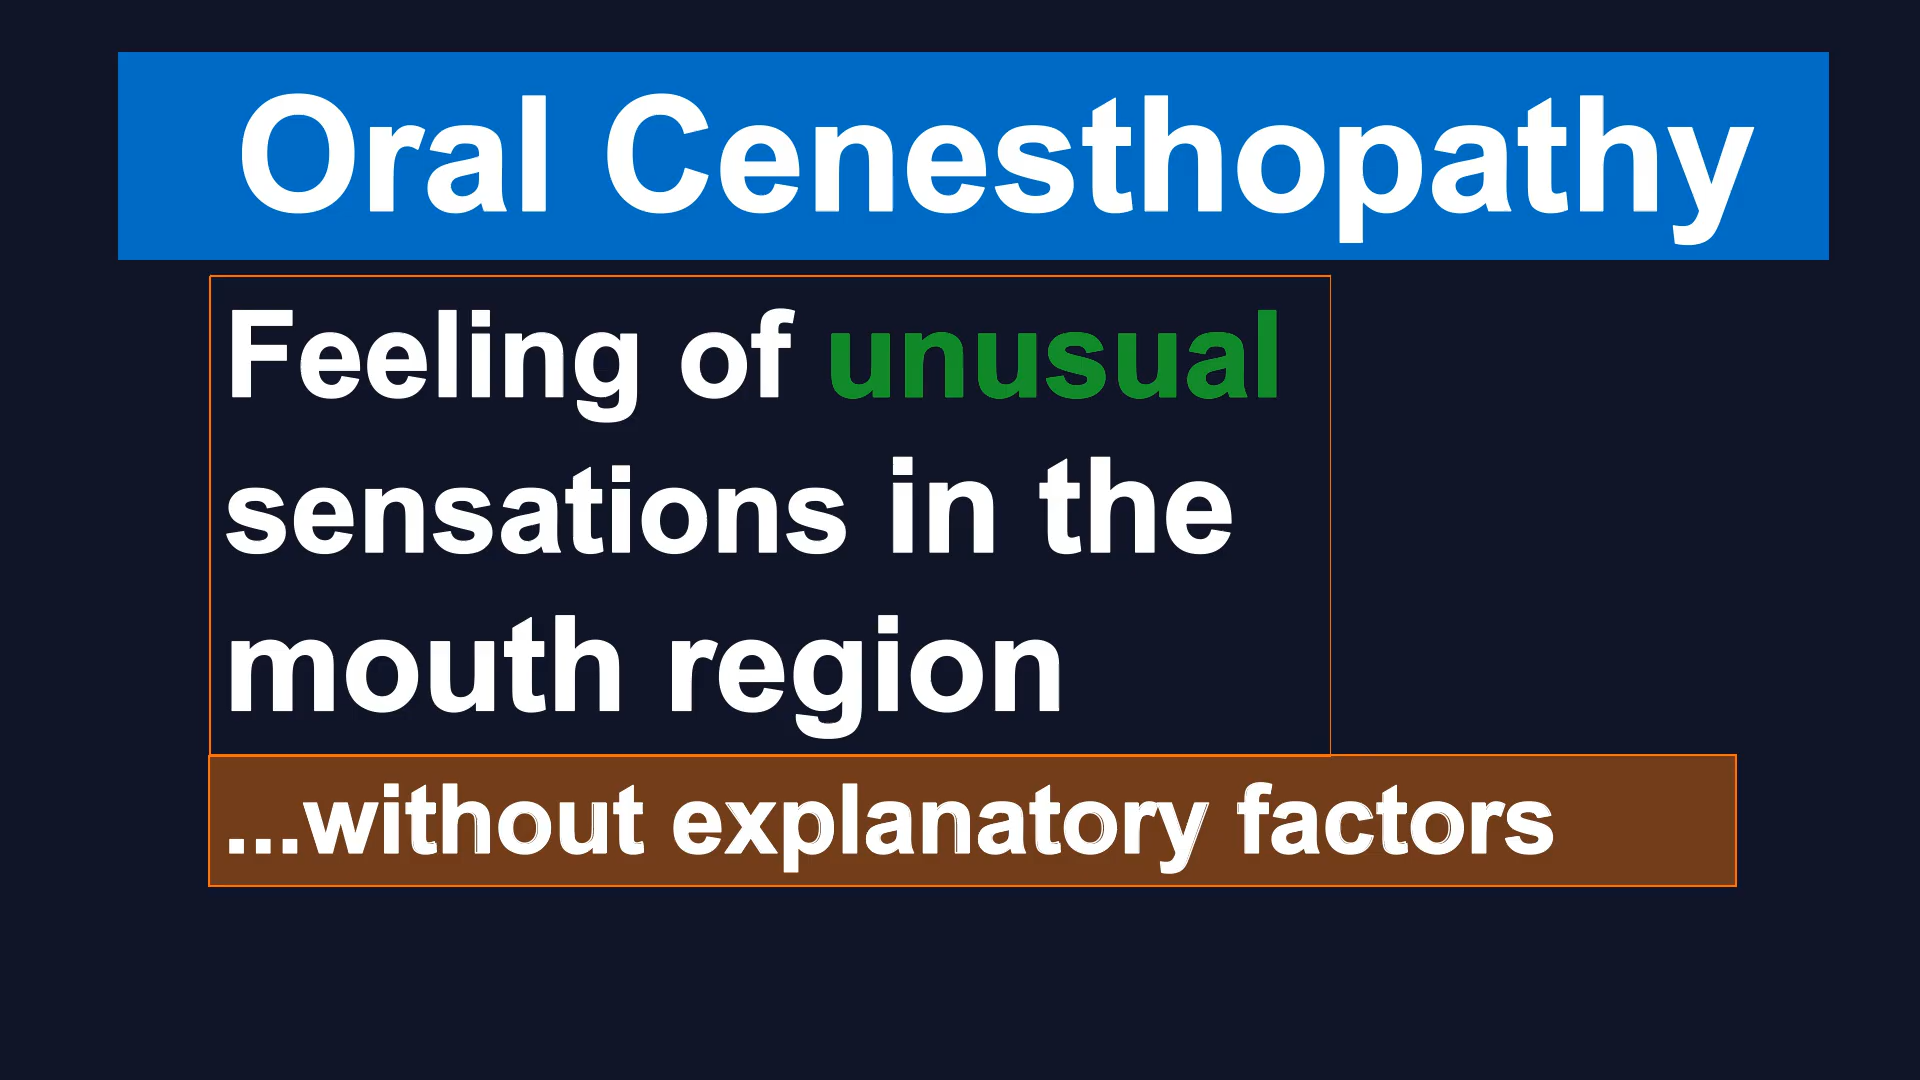 Oral Cenesthopathy
Feeling of unusual
sensations in the
mouth region
...without explanatory factors